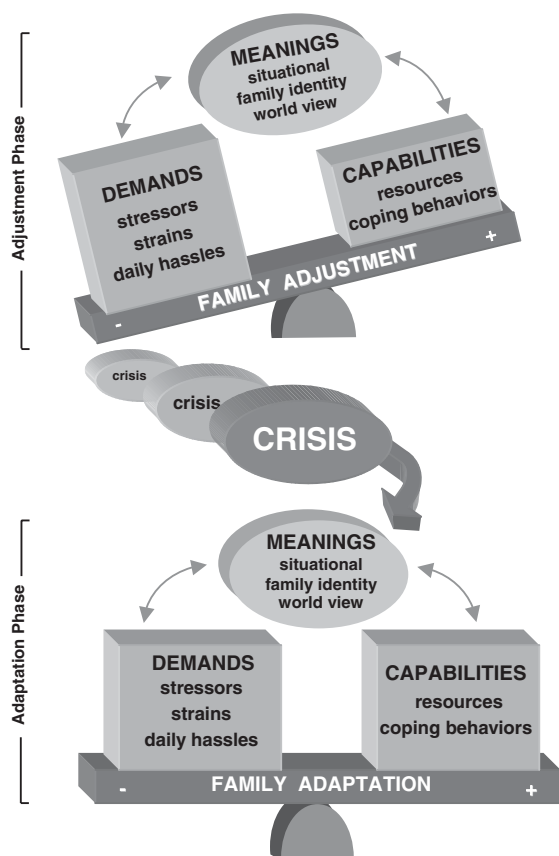 Adjustment Phase
MEANINGS
situational
family identity
world view
DEMANDS
stressors
strains
daily hassles
CAPABILITIES
resources
coping behaviors
- FAMILY ADJUSTMENT +
crisis
crisis
CRISIS
Adaptation Phase
MEANINGS
situational
family identity
world view
DEMANDS
stressors
strains
daily hassles
CAPABILITIES
resources
coping behaviors
- FAMILY ADAPTATION +